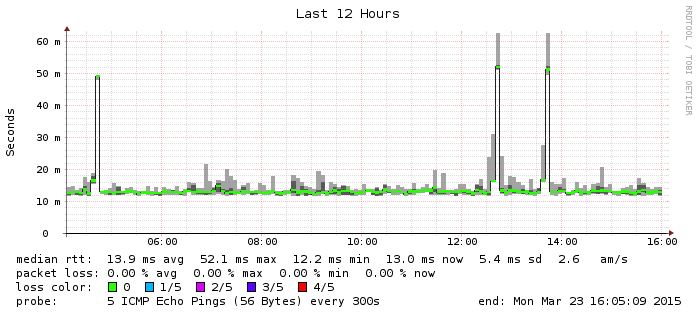 Last 12 Hours
RRDTOOL / TOBI OETIKER
Seconds
60 m
50 m
40 m
30 m
20 m
10 m
0
06:00 08:00 10:00 12:00 14:00 16:00
median rtt: 13.9 ms avg 52.1 ms max 12.2 ms min 13.0 ms now 5.4 ms sd 2.6 am/s
packet loss: 0.00 % avg 0.00 % max 0.00 % min 0.00 % now
loss color: 0 1/5 2/5 3/5 4/5
probe: 5 ICMP Echo Pings (56 Bytes) every 300s end: Mon Mar 23 16:05:09 2015